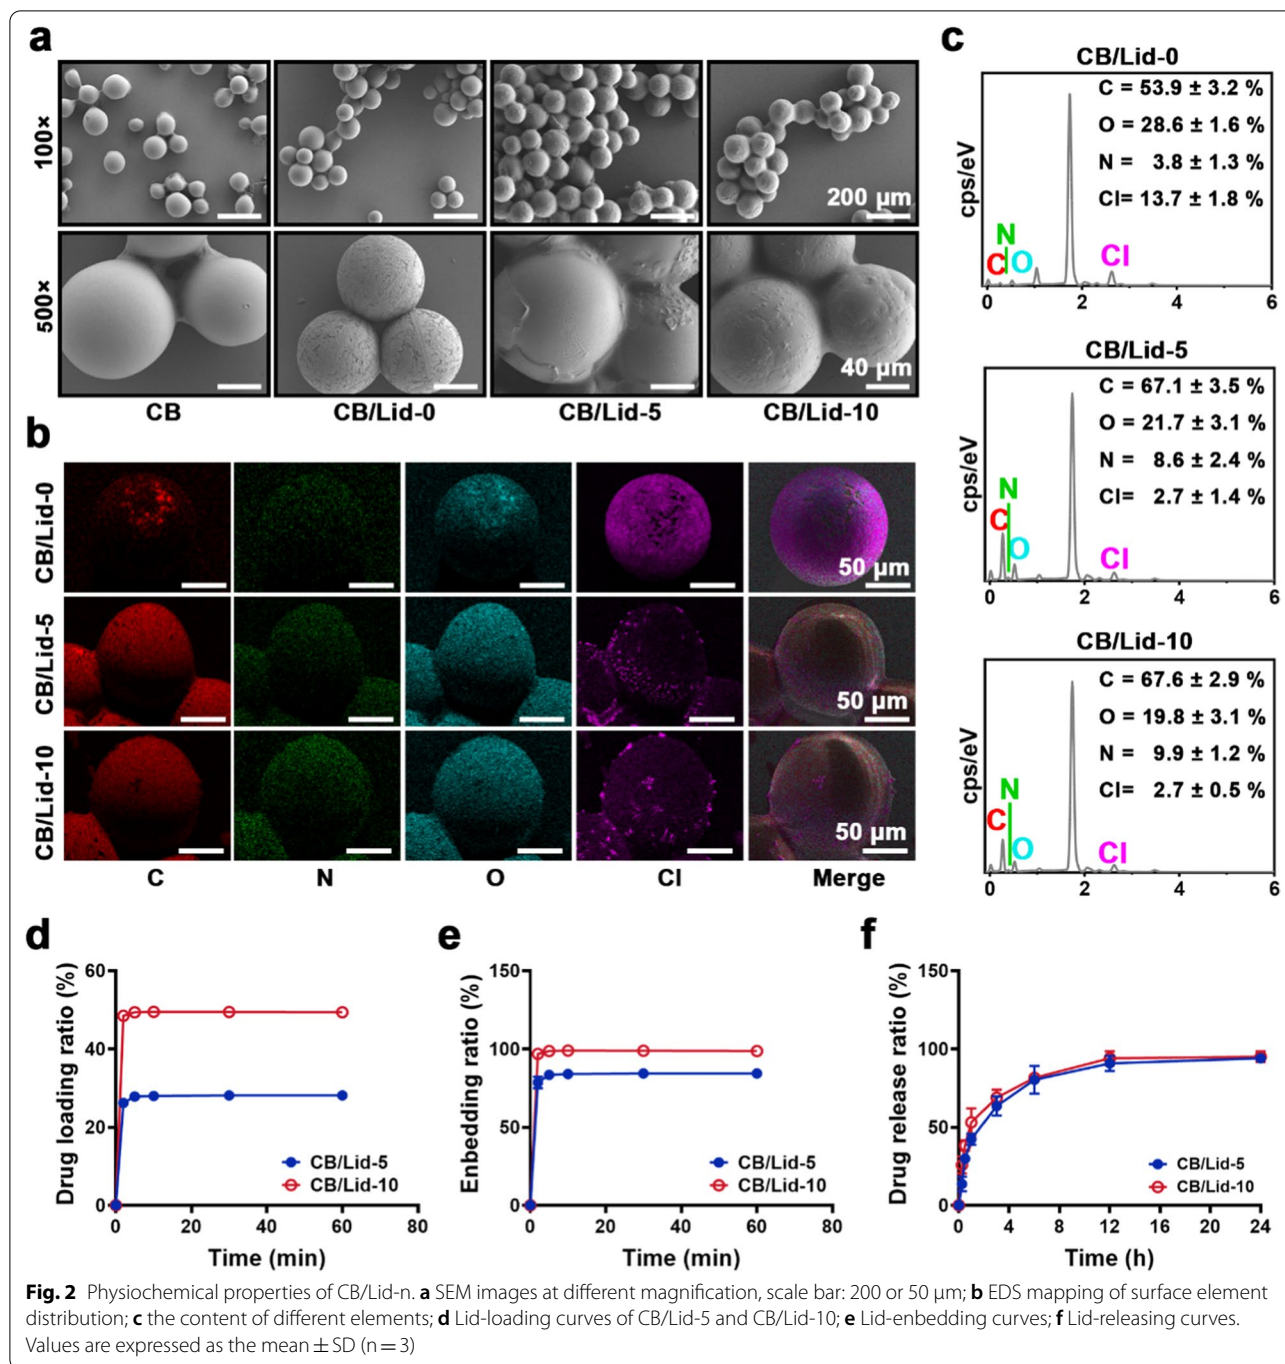 a
100×
200 µm
500×
40 µm
CB
CB/Lid-0
CB/Lid-5
CB/Lid-10
b
CB/Lid-0
50 µm
CB/Lid-5
50 µm
CB/Lid-10
50 µm
C
N
O
Cl
Merge
c
CB/Lid-0
C = 53.9 ± 3.2 %
O = 28.6 ± 1.6 %
N = 3.8 ± 1.3 %
Cl= 13.7 ± 1.8 %
cps/eV
N
C
O
Cl
0
2
4
6
CB/Lid-5
C = 67.1 ± 3.5 %
O = 21.7 ± 3.1 %
N = 8.6 ± 2.4 %
Cl= 2.7 ± 1.4 %
cps/eV
N
C
O
Cl
0
2
4
6
CB/Lid-10
C = 67.6 ± 2.9 %
O = 19.8 ± 3.1 %
N = 9.9 ± 1.2 %
Cl= 2.7 ± 0.5 %
cps/eV
N
C
O
Cl
0
2
4
6
d
Drug loading ratio (%)
60
40
20
0
CB/Lid-5
CB/Lid-10
0
20
40
60
80
Time (min)
e
Enbedding ratio (%)
150
100
50
0
CB/Lid-5
CB/Lid-10
0
20
40
60
80
Time (min)
f
Drug release ratio (%)
150
100
50
0
CB/Lid-5
CB/Lid-10
0
4
8
12
16
20
24
Time (h)
Fig. 2 Physiochemical properties of CB/Lid-n. a SEM images at different magnification, scale bar: 200 or 50 µm; b EDS mapping of surface element
distribution; c the content of different elements; d Lid-loading curves of CB/Lid-5 and CB/Lid-10; e Lid-enbedding curves; f Lid-releasing curves.
Values are expressed as the mean ± SD (n = 3)